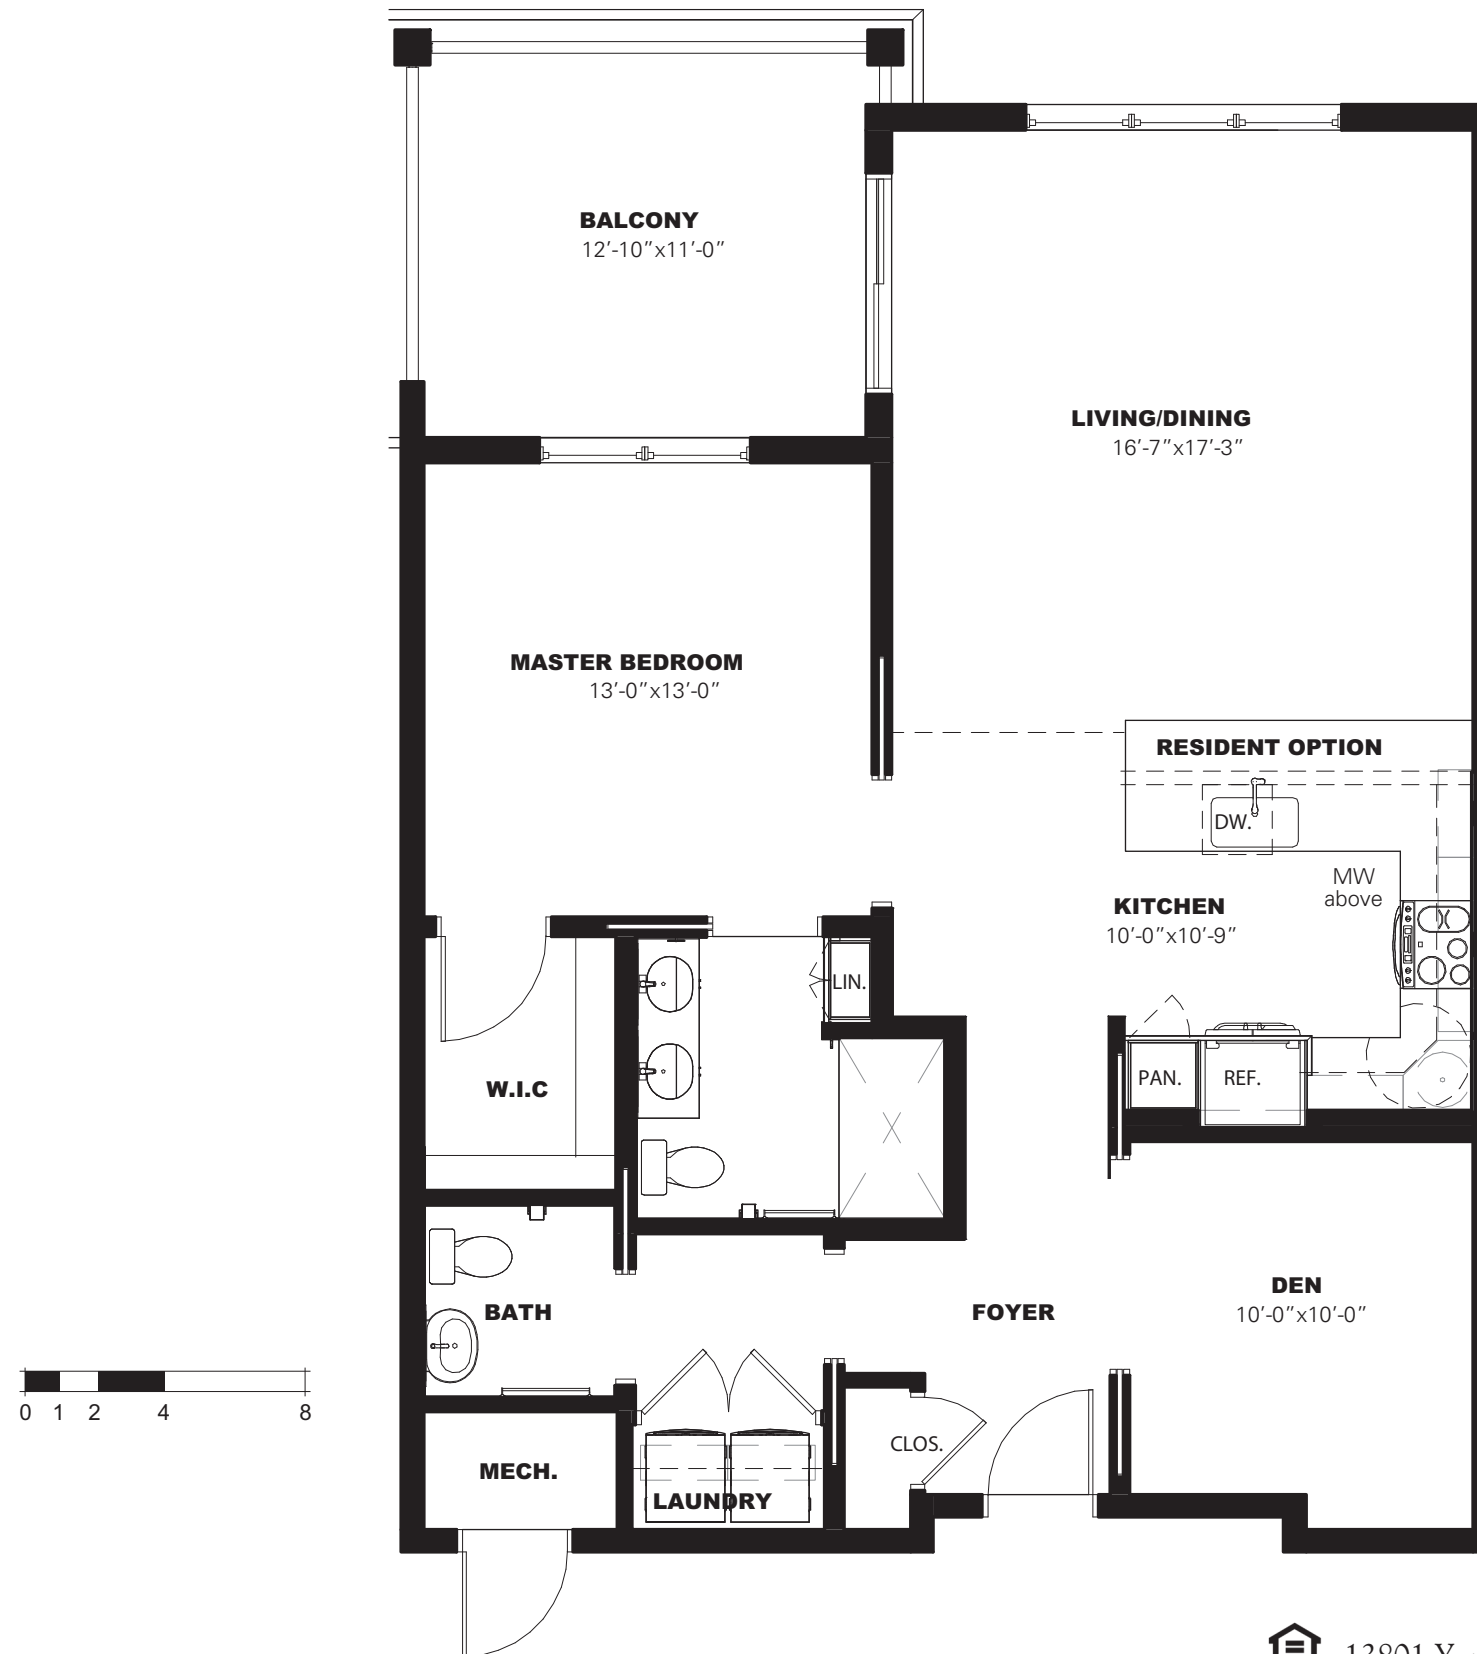 BALCONY
12'-10"x11'-0"
LIVING/DINING
16'-7"x17'-3"
MASTER BEDROOM
13'-0"x13'-0"
RESIDENT OPTION
DW.
MW
above
KITCHEN
10'-0"x10'-9"
LIN.
W.I.C
PAN.
REF.
BATH
FOYER
DEN
10'-0"x10'-0"
0 1 2 4 8
CLOS.
MECH.
LAUNDRY